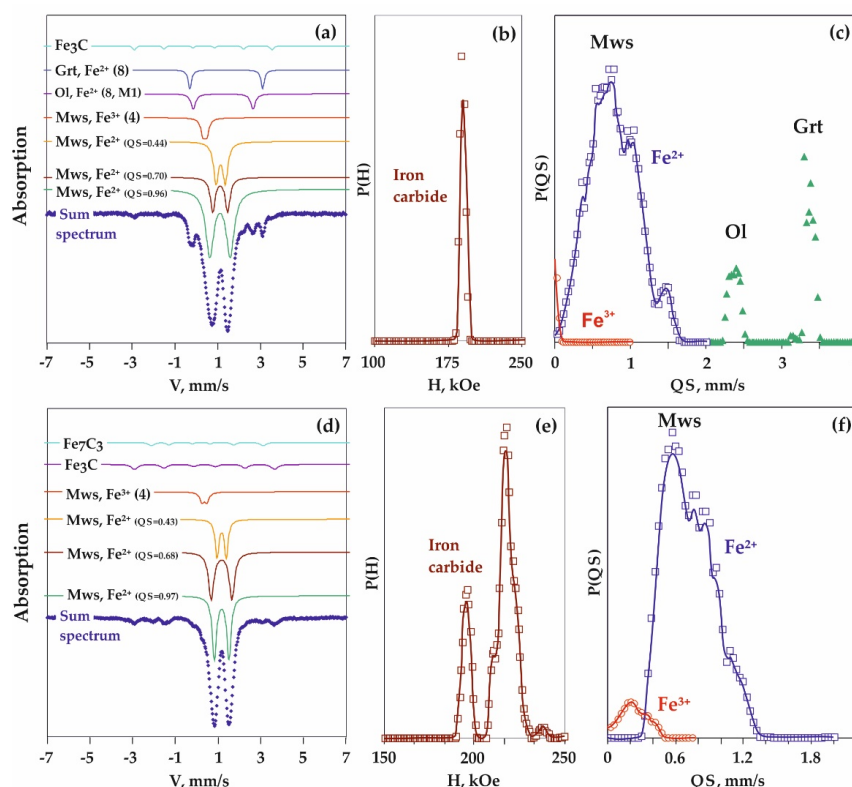 (a)
Fe₃C
Grt, Fe²⁺ (8)
Ol, Fe²⁺ (8, M1)
Mws, Fe³⁺ (4)
Mws, Fe²⁺ (QS=0.44)
Mws, Fe²⁺ (QS=0.70)
Mws, Fe²⁺ (QS=0.96)
Sum
spectrum
Absorption
-7 -5 -3 -1 1 3 5 7
V, mm/s
(b)
P(H)
Iron
carbide
100 175 250
H, kOe
(c)
Mws
Grt
Fe²⁺
Ol
Fe³⁺
P(QS)
0 1 2 3
QS, mm/s
(d)
Fe₇C3
Fe₃C
Mws, Fe³⁺ (4)
Mws, Fe²⁺ (QS=0.43)
Mws, Fe²⁺ (QS=0.68)
Mws, Fe²⁺ (QS=0.97)
Sum
spectrum
Absorption
-7 -5 -3 -1 1 3 5 7
V, mm/s
(e)
P(H)
Iron
carbide
150 200 250
H, kOe
(f)
Mws
Fe²⁺
Fe³⁺
P(QS)
0 0.6 1.2 1.8
QS, mm/s